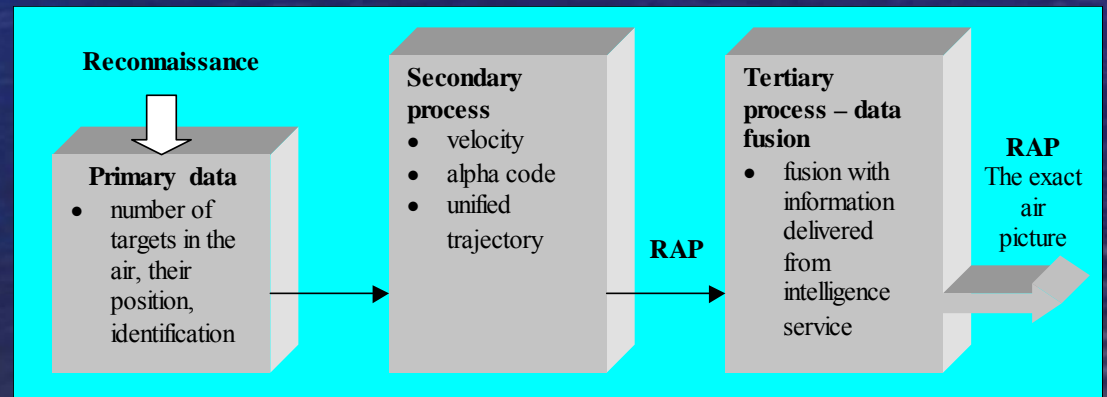 Reconnaissance
Primary data
• number of
targets in the
air, their
position,
identification
Secondary
process
• velocity
• alpha code
• unified
trajectory
RAP
Tertiary
process – data
fusion
• fusion with
information
delivered
from
intelligence
service
RAP
The exact
air
picture